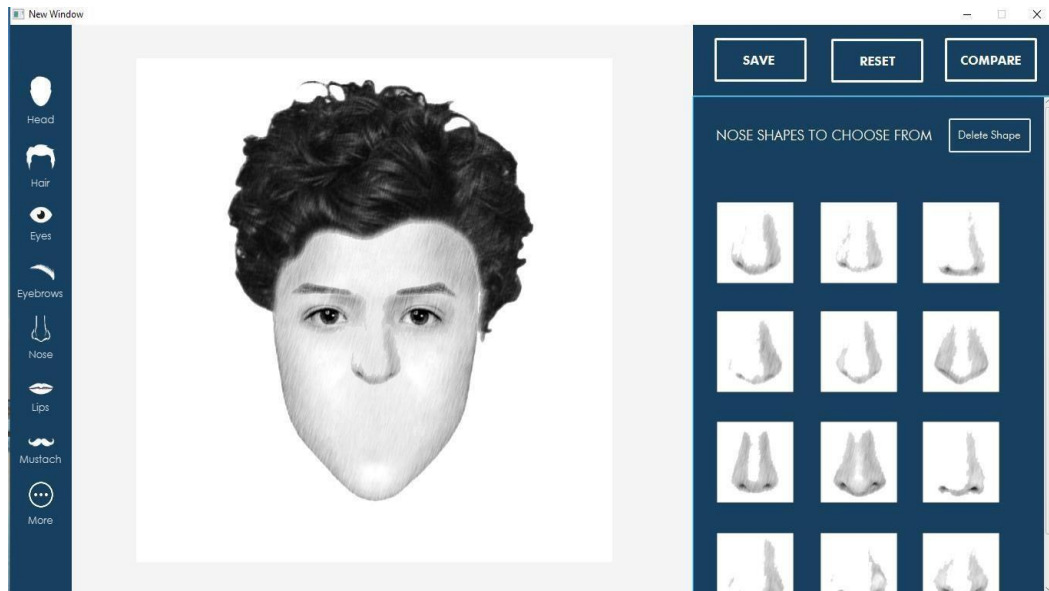 New Window
SAVE
RESET
COMPARE
Head
Hair
Eyes
Eyebrows
Nose
Lips
Mustach
More
NOSE SHAPES TO CHOOSE FROM
Delete Shape